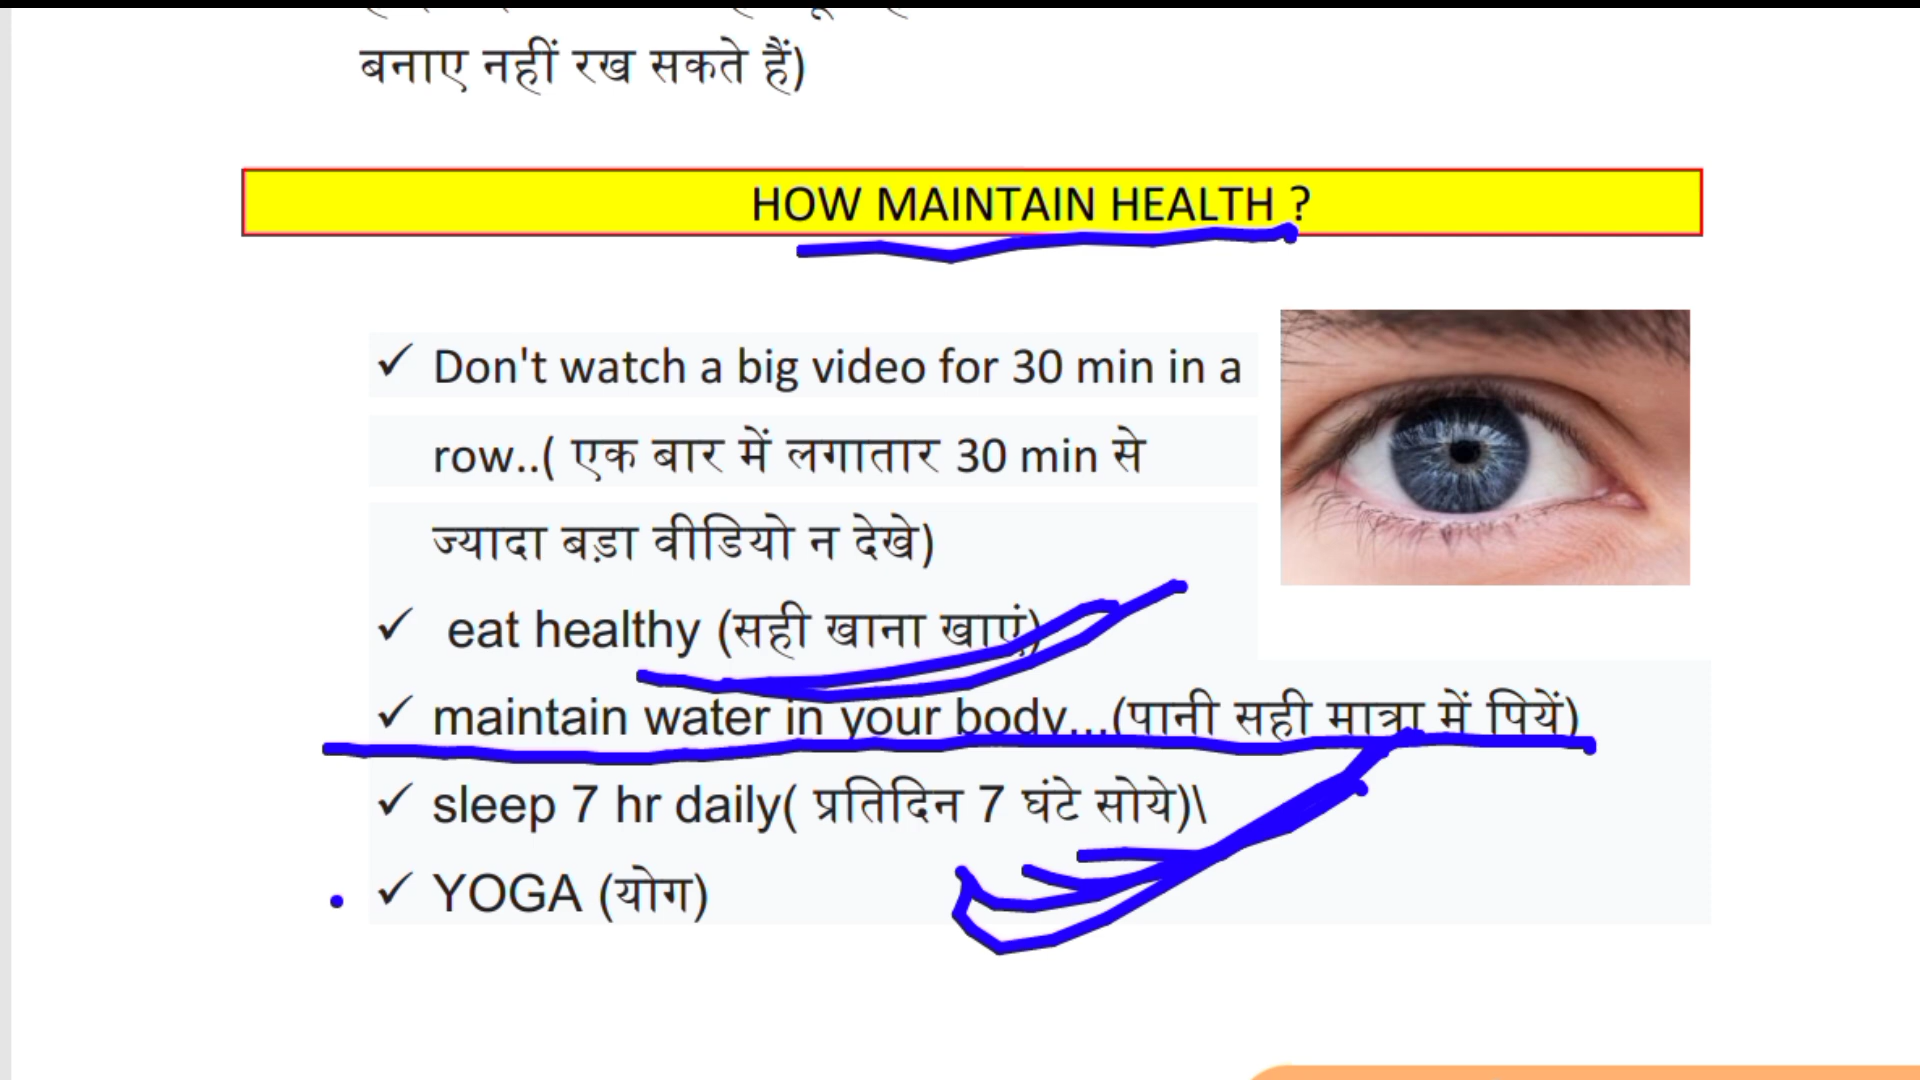 बनाए नहीं रख सकते हैं)
HOW MAINTAIN HEALTH ?
✓ Don't watch a big video for 30 min in a
row..( एक बार में लगातार 30 min से
ज्यादा बड़ा वीडियो न देखे)
✓ eat healthy (सही खाना खाएं)
✓ maintain water in your body...(पानी सही मात्रा में पियें)
✓ sleep 7 hr daily( प्रतिदिन 7 घंटे सोये)\
✓ YOGA (योग)